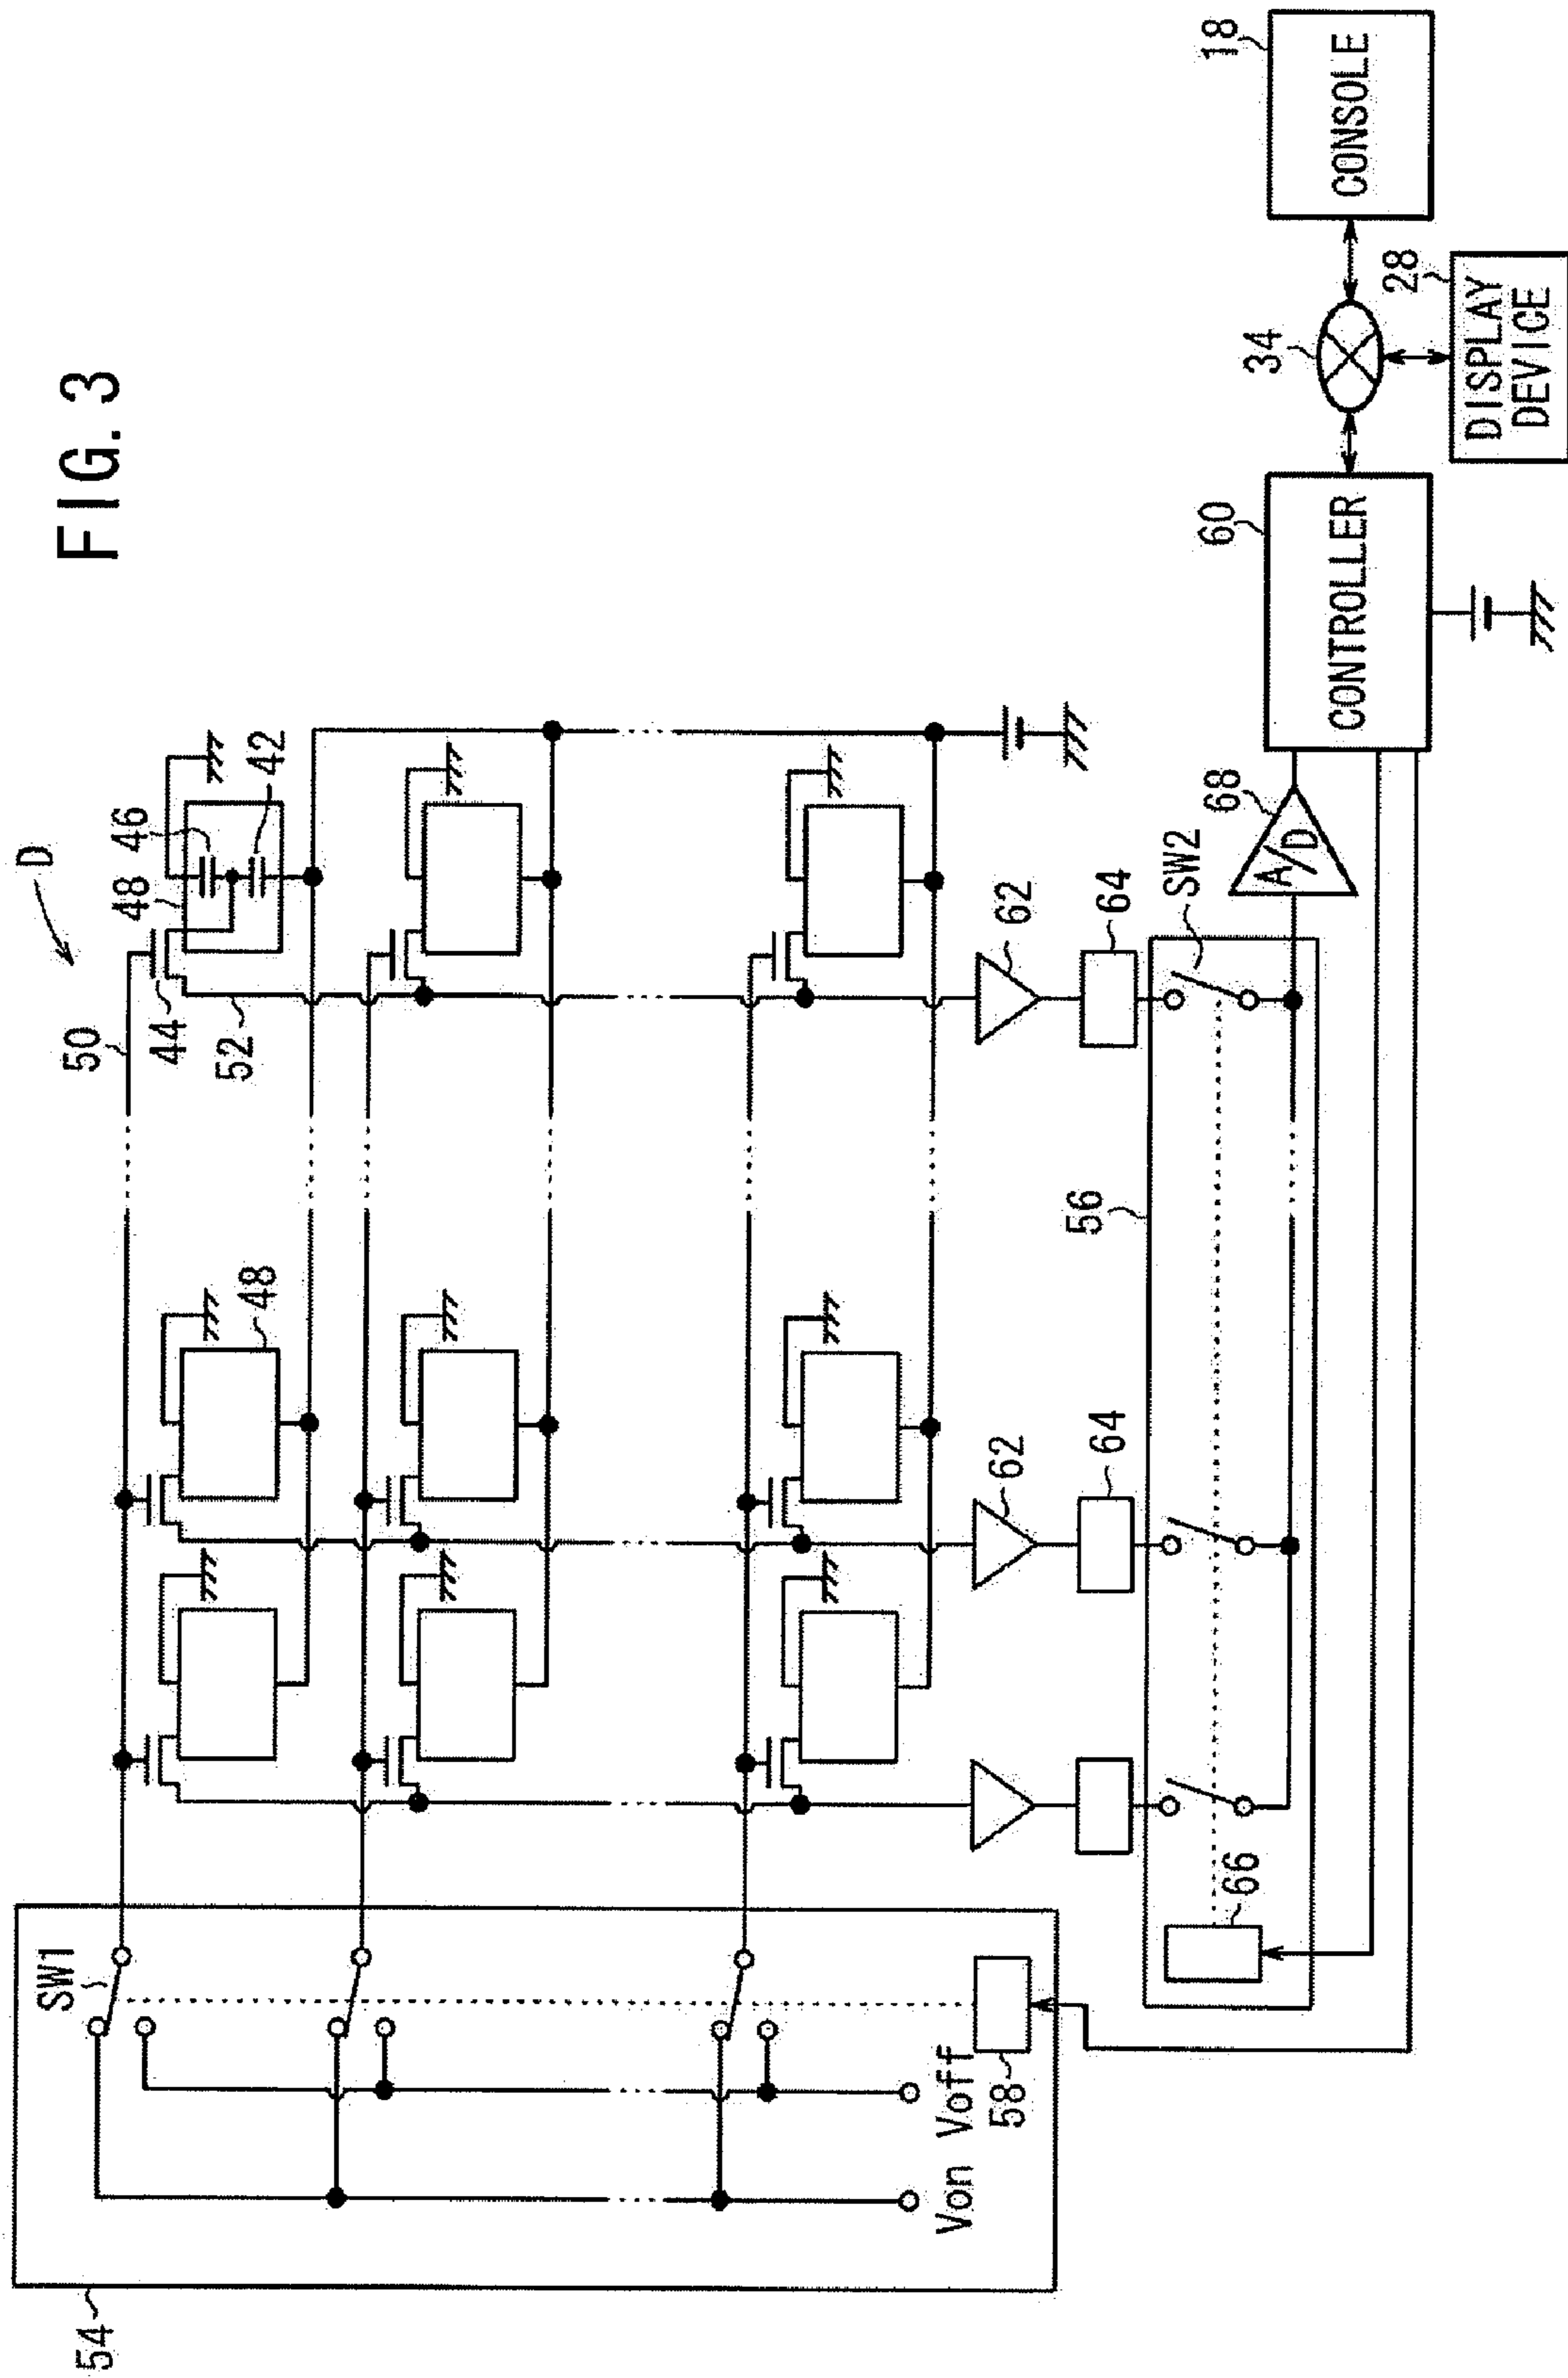 FIG. 3
D
50
44
52
48
46
42
48
SW1
54
Von
Voff
58
62
62
64
64
56
SW2
66
68
A/D
60
CONTROLLER
34
18
CONSOLE
28
DISPLAY
DEVICE